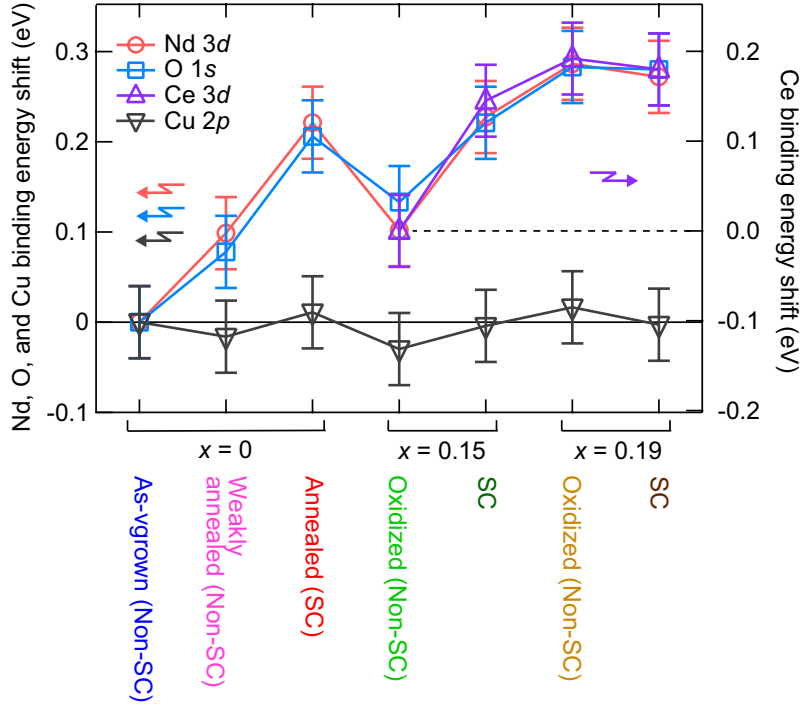 Nd, O, and Cu binding energy shift (eV)
0.3
0.2
0.1
0
-0.1
Nd 3d
O 1s
Ce 3d
Cu 2p
0.2
0.1
0.0
-0.1
-0.2
Ce binding energy shift (eV)
x = 0
x = 0.15
x = 0.19
As-vgrown (Non-SC)
Weakly
annealed (Non-SC)
Annealed (SC)
Oxidized (Non-SC)
SC
Oxidized (Non-SC)
SC